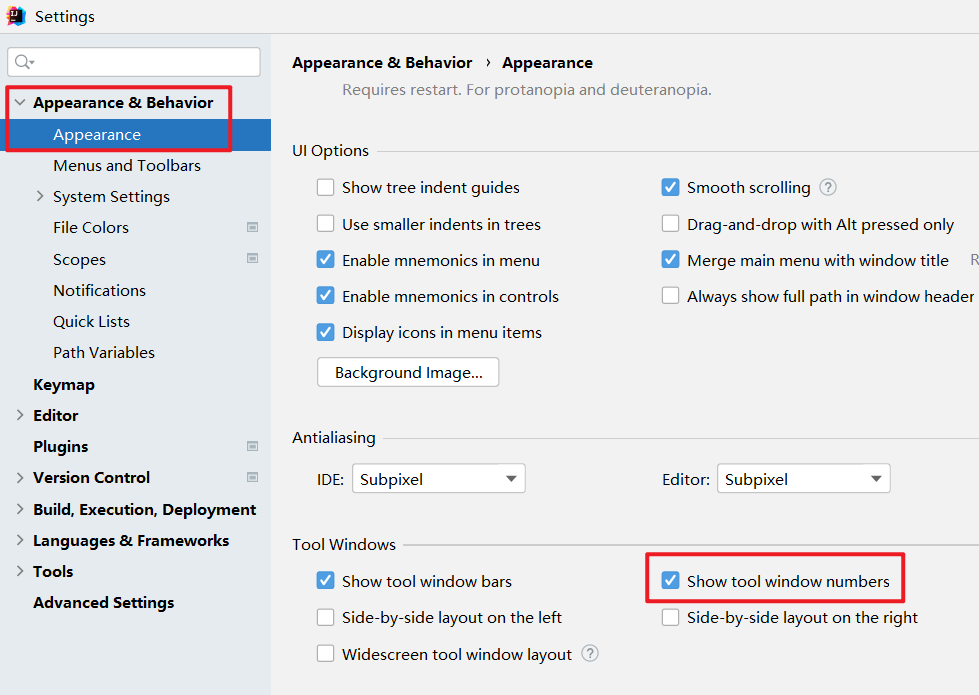 Settings
Appearance & Behavior
Appearance
Menus and Toolbars
System Settings
File Colors
Scopes
Notifications
Quick Lists
Path Variables
Keymap
Editor
Plugins
Version Control
Build, Execution, Deployment
Languages & Frameworks
Tools
Advanced Settings
Appearance & Behavior › Appearance
Requires restart. For protanopia and deuteranopia.
UI Options
Show tree indent guides
Smooth scrolling ?
Use smaller indents in trees
Drag-and-drop with Alt pressed only
Enable mnemonics in menu
Merge main menu with window title R
Enable mnemonics in controls
Always show full path in window header
Display icons in menu items
Background Image...
Antialiasing
IDE: Subpixel
Editor: Subpixel
Tool Windows
Show tool window bars
Show tool window numbers
Side-by-side layout on the left
Side-by-side layout on the right
Widescreen tool window layout ?